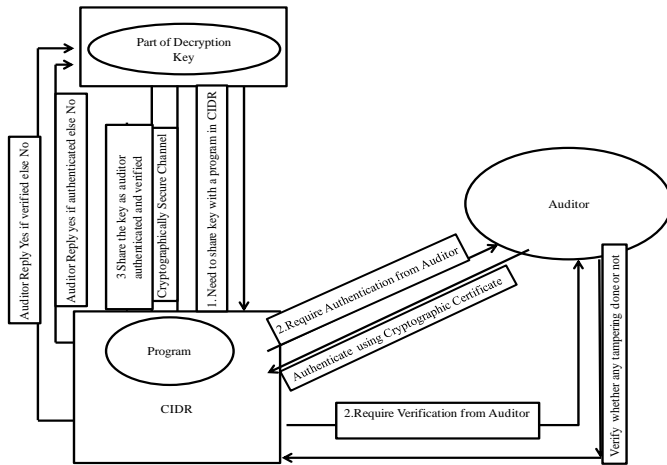 Part of Decryption
Key
Auditor Reply Yes if verified else No
Auditor Reply yes if authenticated else No
3 Share the key as auditor
authenticated and verified
Cryptographically Secure Channel
1. Need to share key with a program in CIDR
Auditor
2.Require Authentication from Auditor
Authenticate using Cryptographic Certificate
Verify whether any tampering done or not
Program
CIDR
2.Require Verification from Auditor